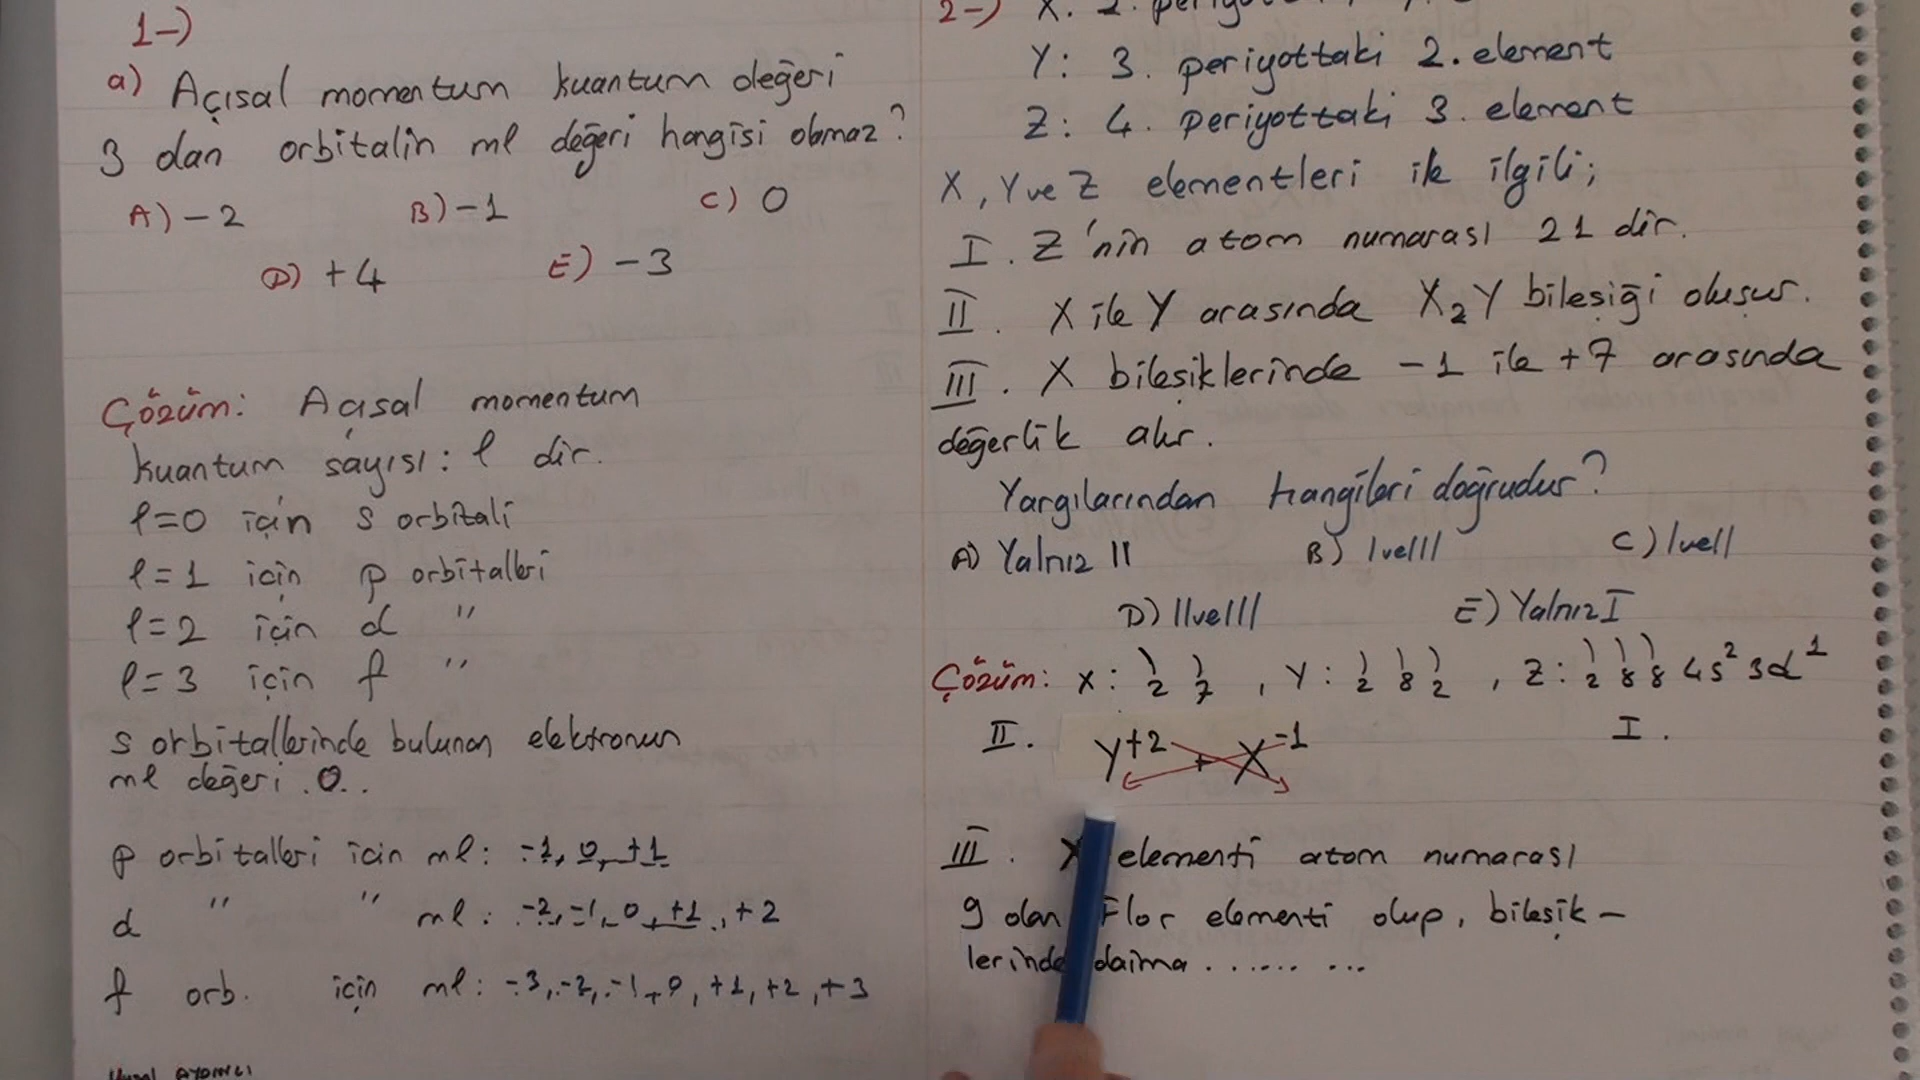 1-)
a) Açısal momentum kuantum değeri
3 dan orbitalin ml değeri hangisi olmaz?
A) -2 B) -1 C) 0
D) +4 E) -3
Çözüm: Açısal momentum
kuantum sayısı: l dir.
l=0 için s orbitali
l=1 için p orbitalleri
l=2 için d "
l=3 için f "
s orbitallerinde bulunan elektronun
ml değeri .0..
p orbitalleri için ml: -1, 0, +1
d " " ml: -2, -1, 0, +1, +2
f orb. için ml: -3, -2, -1, 0, +1, +2, +3
2-) X:
Y: 3. periyottaki 2. element
Z: 4. periyottaki 3. element
X, Y ve Z elementleri ile ilgili;
I. Z'nin atom numarası 21 dir.
II. X ile Y arasında X₂Y bileşiği oluşur.
III. X bileşiklerinde -1 ile +7 arasında
değerlik alır.
Yargılarından hangileri doğrudur?
A) Yalnız II B) I ve III C) I ve II
D) II ve III E) Yalnız I
Çözüm: X: )2 )7 , Y: )2 )8 )2 , Z: )2 )8 )8 4s² 3d¹
II. Y⁺² + X⁻¹ I.
III. X elementi atom numarası
9 olan Flor elementi olup, bileşik-
lerinde daima ...... ...